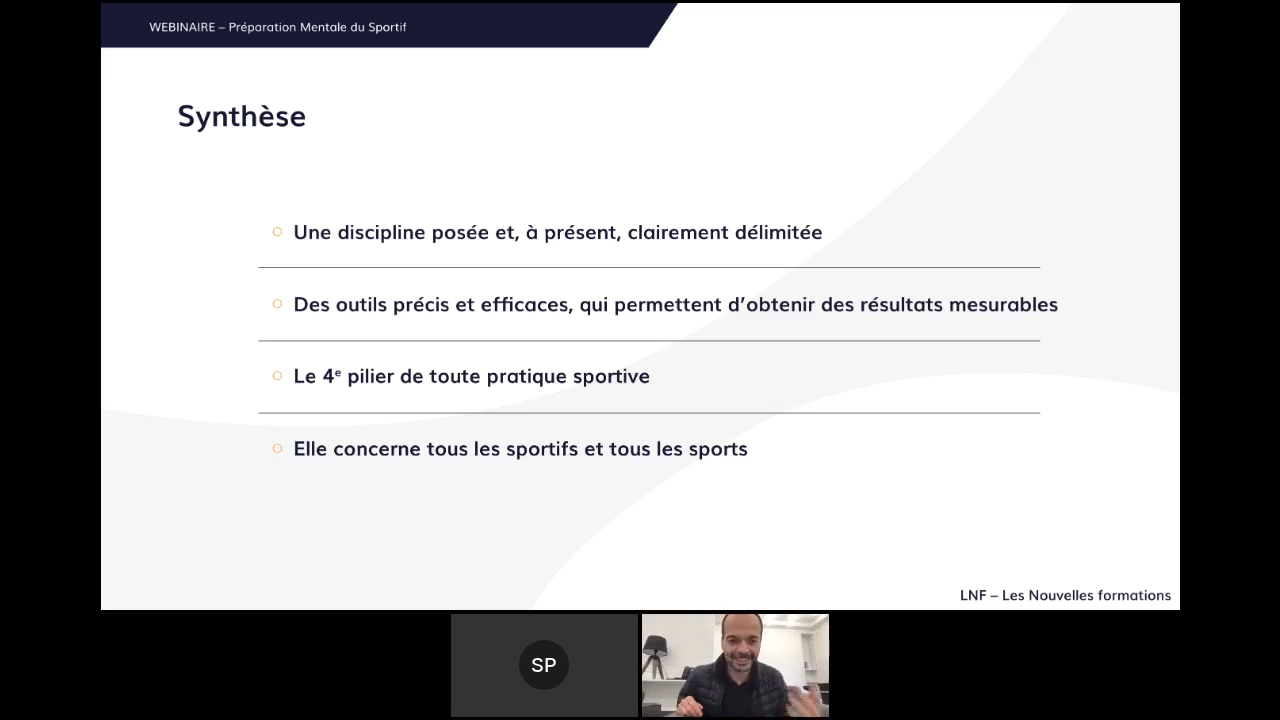 WEBINAIRE – Préparation Mentale du Sportif
Synthèse
Une discipline posée et, à présent, clairement délimitée
Des outils précis et efficaces, qui permettent d’obtenir des résultats mesurables
Le 4ᵉ pilier de toute pratique sportive
Elle concerne tous les sportifs et tous les sports
LNF – Les Nouvelles formations
SP